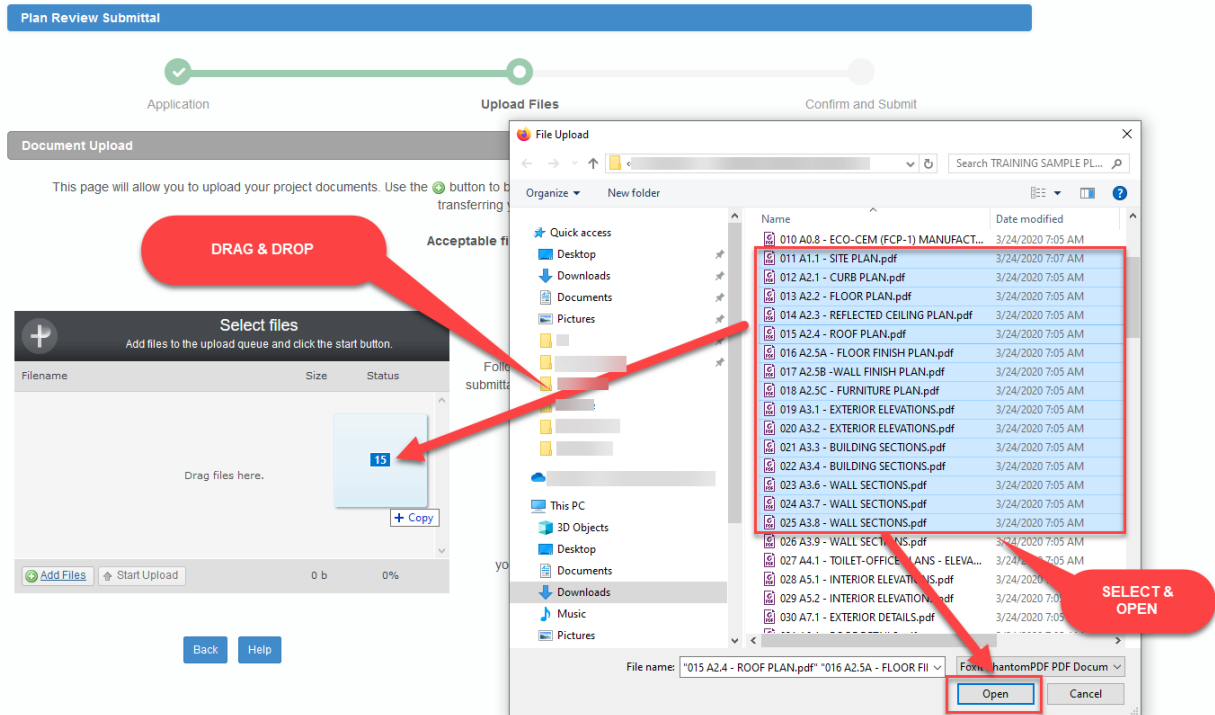 Plan Review Submittal
Application
Upload Files
Confirm and Submit
Document Upload
This page will allow you to upload your project documents. Use the button to b
transferring
Acceptable fi
DRAG & DROP
Select files
Add files to the upload queue and click the start button.
Filename Size Status
Drag files here.
15
+ Copy
Add Files Start Upload 0 b 0%
Back Help
Follo
submitta
yo
File Upload
Search TRAINING SAMPLE PL...
Organize New folder
Quick access
Desktop
Downloads
Documents
Pictures
This PC
3D Objects
Desktop
Documents
Downloads
Music
Pictures
Name Date modified
010 A0.8 - ECO-CEM (FCP-1) MANUFACT... 3/24/2020 7:05 AM
011 A1.1 - SITE PLAN.pdf 3/24/2020 7:07 AM
012 A2.1 - CURB PLAN.pdf 3/24/2020 7:05 AM
013 A2.2 - FLOOR PLAN.pdf 3/24/2020 7:05 AM
014 A2.3 - REFLECTED CEILING PLAN.pdf 3/24/2020 7:05 AM
015 A2.4 - ROOF PLAN.pdf 3/24/2020 7:05 AM
016 A2.5A - FLOOR FINISH PLAN.pdf 3/24/2020 7:05 AM
017 A2.5B -WALL FINISH PLAN.pdf 3/24/2020 7:05 AM
018 A2.5C - FURNITURE PLAN.pdf 3/24/2020 7:05 AM
019 A3.1 - EXTERIOR ELEVATIONS.pdf 3/24/2020 7:05 AM
020 A3.2 - EXTERIOR ELEVATIONS.pdf 3/24/2020 7:05 AM
021 A3.3 - BUILDING SECTIONS.pdf 3/24/2020 7:05 AM
022 A3.4 - BUILDING SECTIONS.pdf 3/24/2020 7:05 AM
023 A3.6 - WALL SECTIONS.pdf 3/24/2020 7:05 AM
024 A3.7 - WALL SECTIONS.pdf 3/24/2020 7:05 AM
025 A3.8 - WALL SECTIONS.pdf 3/24/2020 7:05 AM
026 A3.9 - WALL SECTIONS.pdf 3/24/2020 7:05 AM
027 A4.1 - TOILET-OFFICE PLANS - ELEVA... 3/24/2020 7:05 AM
028 A5.1 - INTERIOR ELEVATIONS.pdf 3/24/2020
029 A5.2 - INTERIOR ELEVATIONS.pdf 3/24/2020 7:05
030 A7.1 - EXTERIOR DETAILS.pdf 3/24/2020 7:05
SELECT &
OPEN
File name: "015 A2.4 - ROOF PLAN.pdf" "016 A2.5A - FLOOR FII
Foxit PhantomPDF PDF Docum
Open Cancel